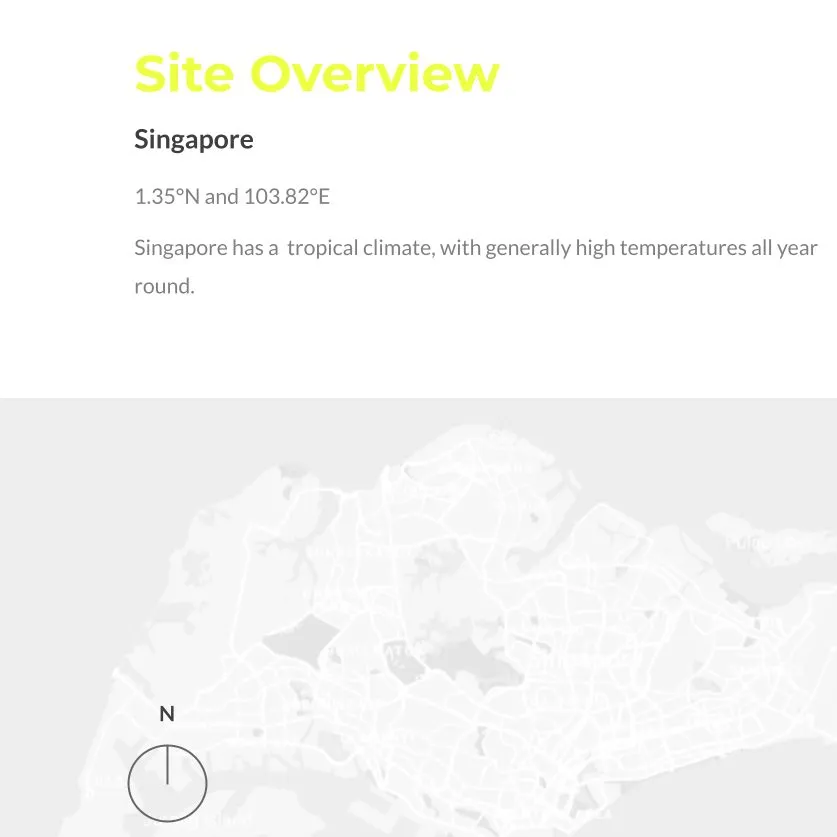 Site Overview
Singapore
1.35°N and 103.82°E
Singapore has a  tropical climate, with generally high temperatures all year
round.
N